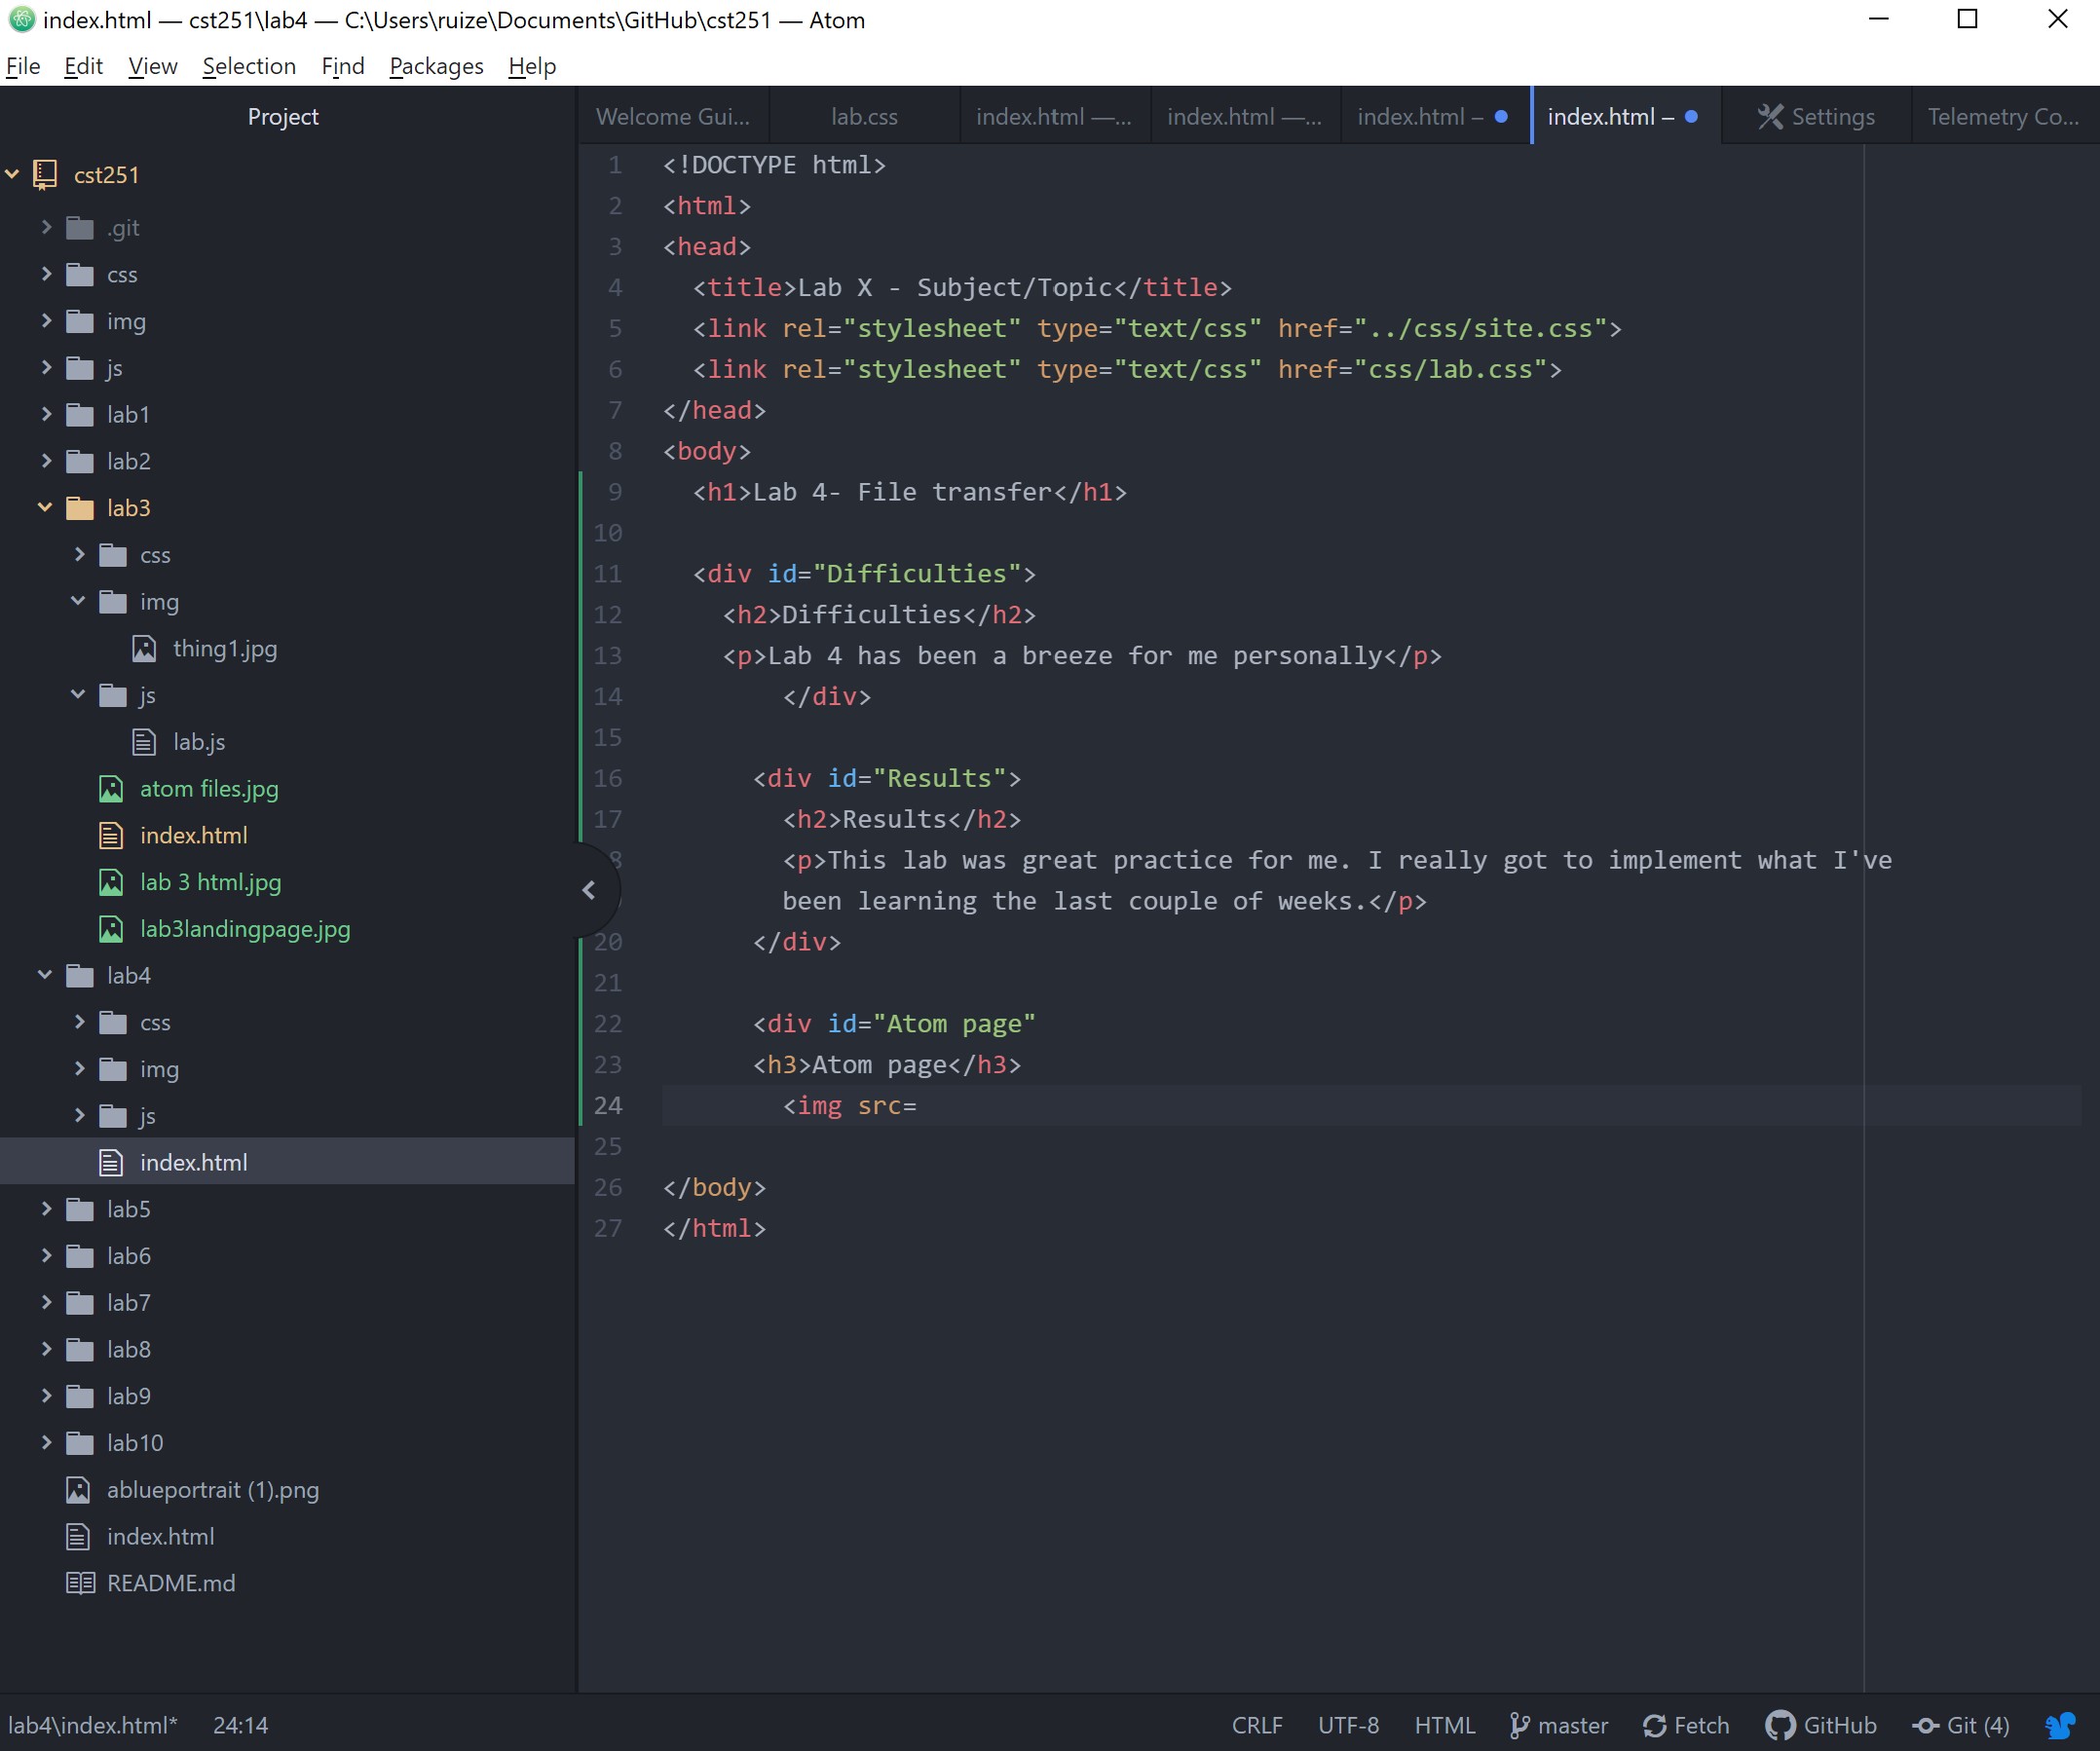 index.html — cst251\lab4 — C:\Users\ruize\Documents\GitHub\cst251 — Atom
File Edit View Selection Find Packages Help
Project
cst251
.git
css
img
js
lab1
lab2
lab3
css
img
thing1.jpg
js
lab.js
atom files.jpg
index.html
lab 3 html.jpg
lab3landingpage.jpg
lab4
css
img
js
index.html
lab5
lab6
lab7
lab8
lab9
lab10
ablueportrait (1).png
index.html
README.md
Welcome Gui... lab.css index.html —... index.html —... index.html – index.html – Settings Telemetry Co...
1 <!DOCTYPE html>
2 <html>
3 <head>
4 <title>Lab X - Subject/Topic</title>
5 <link rel="stylesheet" type="text/css" href="../css/site.css">
6 <link rel="stylesheet" type="text/css" href="css/lab.css">
7 </head>
8 <body>
9 <h1>Lab 4- File transfer</h1>
10
11 <div id="Difficulties">
12 <h2>Difficulties</h2>
13 <p>Lab 4 has been a breeze for me personally</p>
14 </div>
15
16 <div id="Results">
17 <h2>Results</h2>
8 <p>This lab was great practice for me. I really got to implement what I've
been learning the last couple of weeks.</p>
20 </div>
21
22 <div id="Atom page"
23 <h3>Atom page</h3>
24 <img src=
25
26 </body>
27 </html>
lab4\index.html* 24:14 CRLF UTF-8 HTML master Fetch GitHub Git (4)